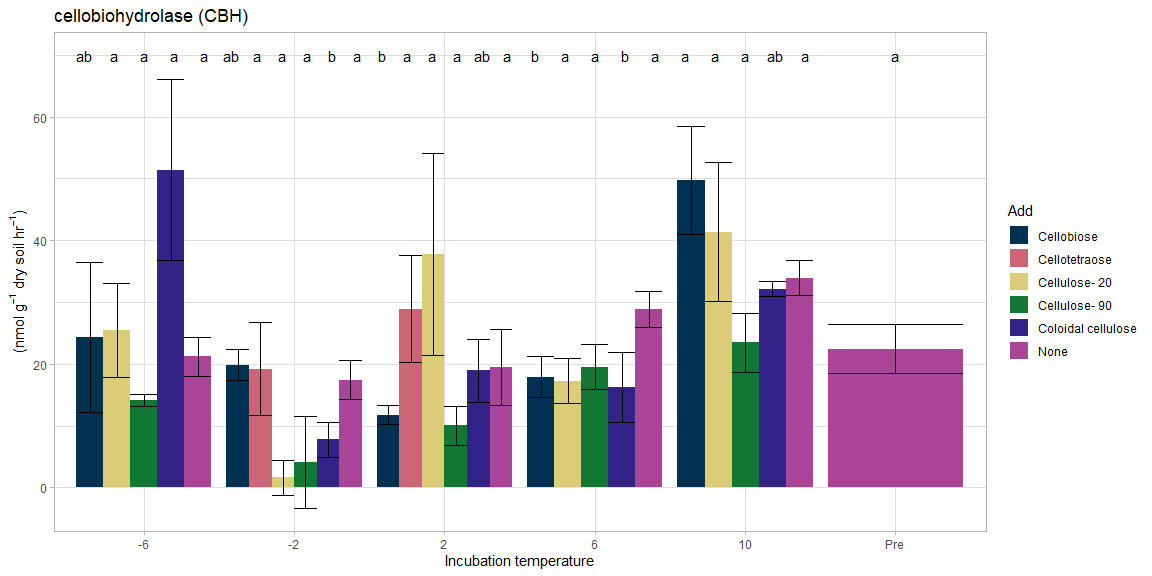 cellobiohydrolase (CBH)
ab a a a a ab a a a b a b a a a ab a b a a b a a a a ab a a
60
40
20
0
(nmol g⁻¹ dry soil hr⁻¹)
-6 -2 2 6 10 Pre
Incubation temperature
Add
Cellobiose
Cellotetraose
Cellulose- 20
Cellulose- 90
Coloidal cellulose
None